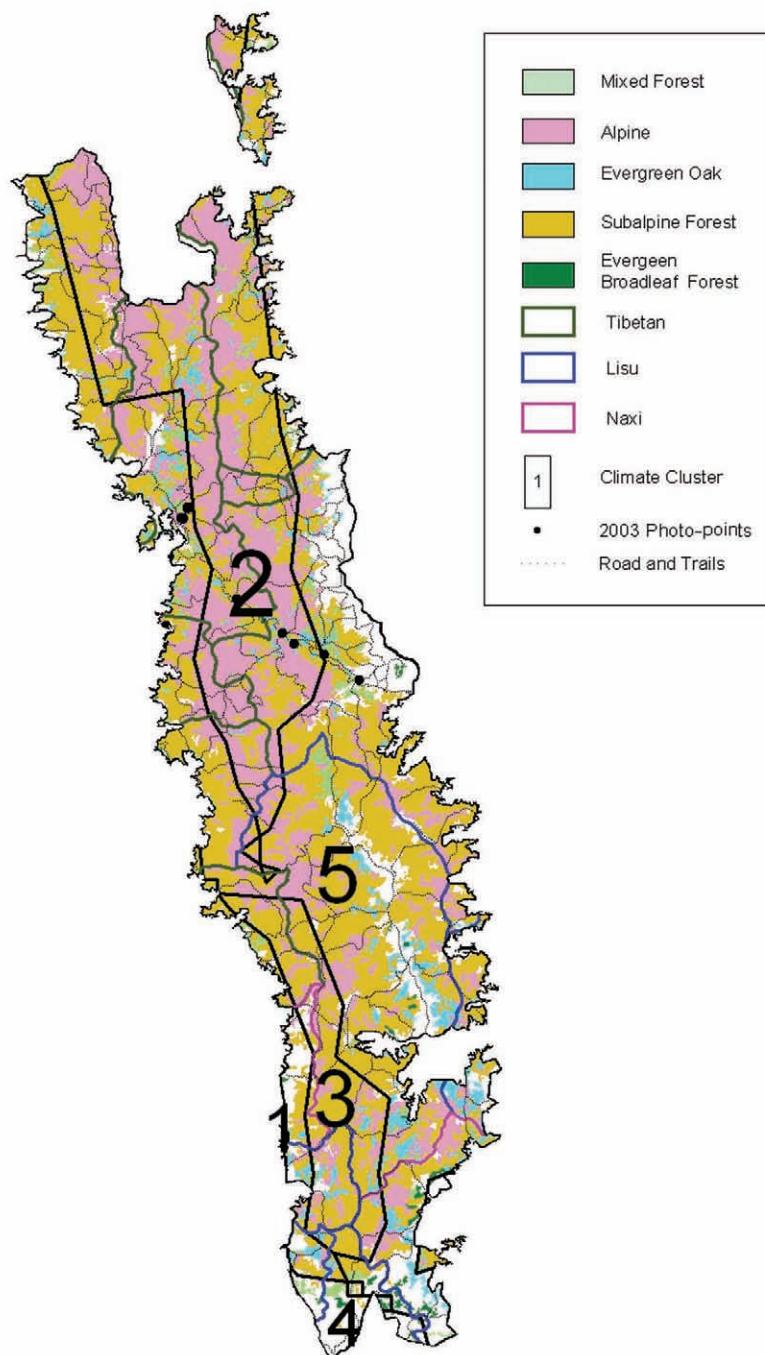 Mixed Forest
Alpine
Evergreen Oak
Subalpine Forest
Evergeen
Broadleaf Forest
Tibetan
Lisu
Naxi
1
Climate Cluster
2003 Photo-points
Road and Trails
2
5
3
1
4